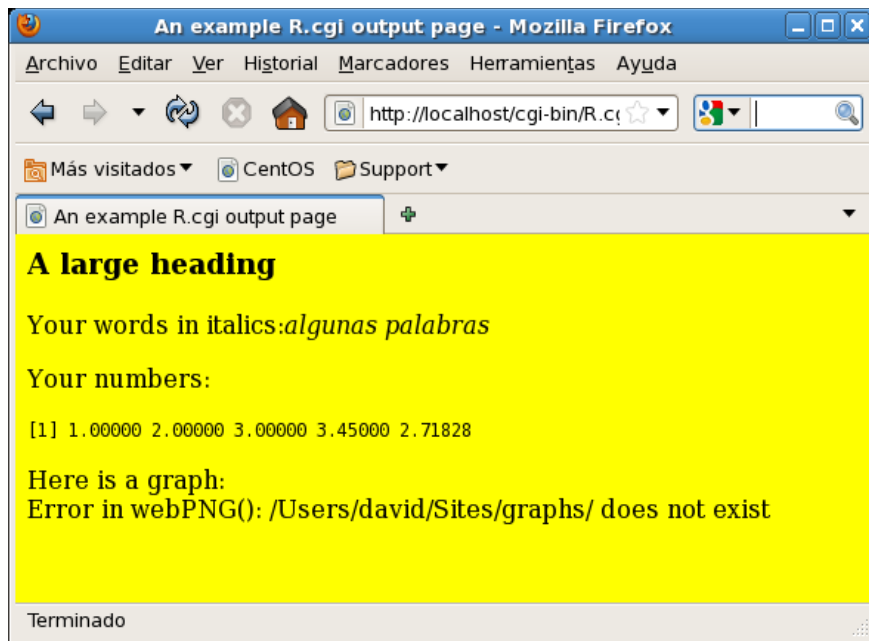 An example R.cgi output page - Mozilla Firefox
Archivo Editar Ver Historial Marcadores Herramientas Ayuda
http://localhost/cgi-bin/R.cg
Más visitados CentOS Support
An example R.cgi output page
A large heading
Your words in italics:algunas palabras
Your numbers:
[1] 1.00000 2.00000 3.00000 3.45000 2.71828
Here is a graph:
Error in webPNG(): /Users/david/Sites/graphs/ does not exist
Terminado